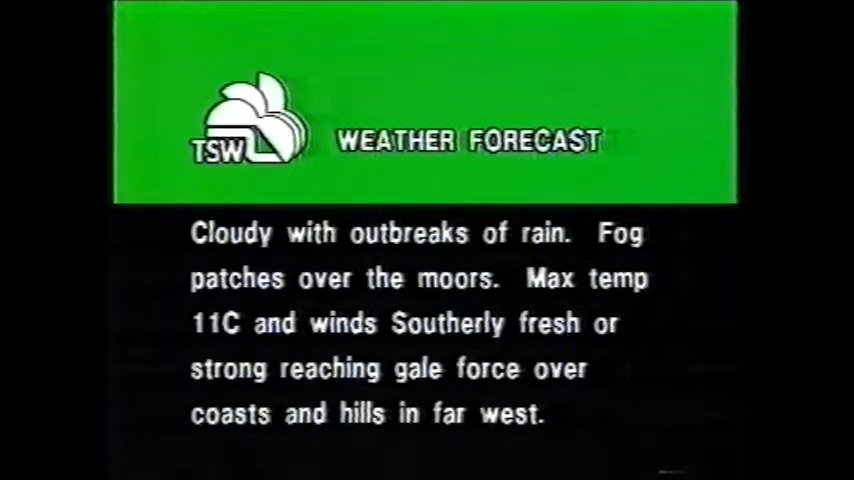 TSW WEATHER FORECAST
Cloudy with outbreaks of rain. Fog
patches over the moors. Max temp
11C and winds Southerly fresh or
strong reaching gale force over
coasts and hills in far west.